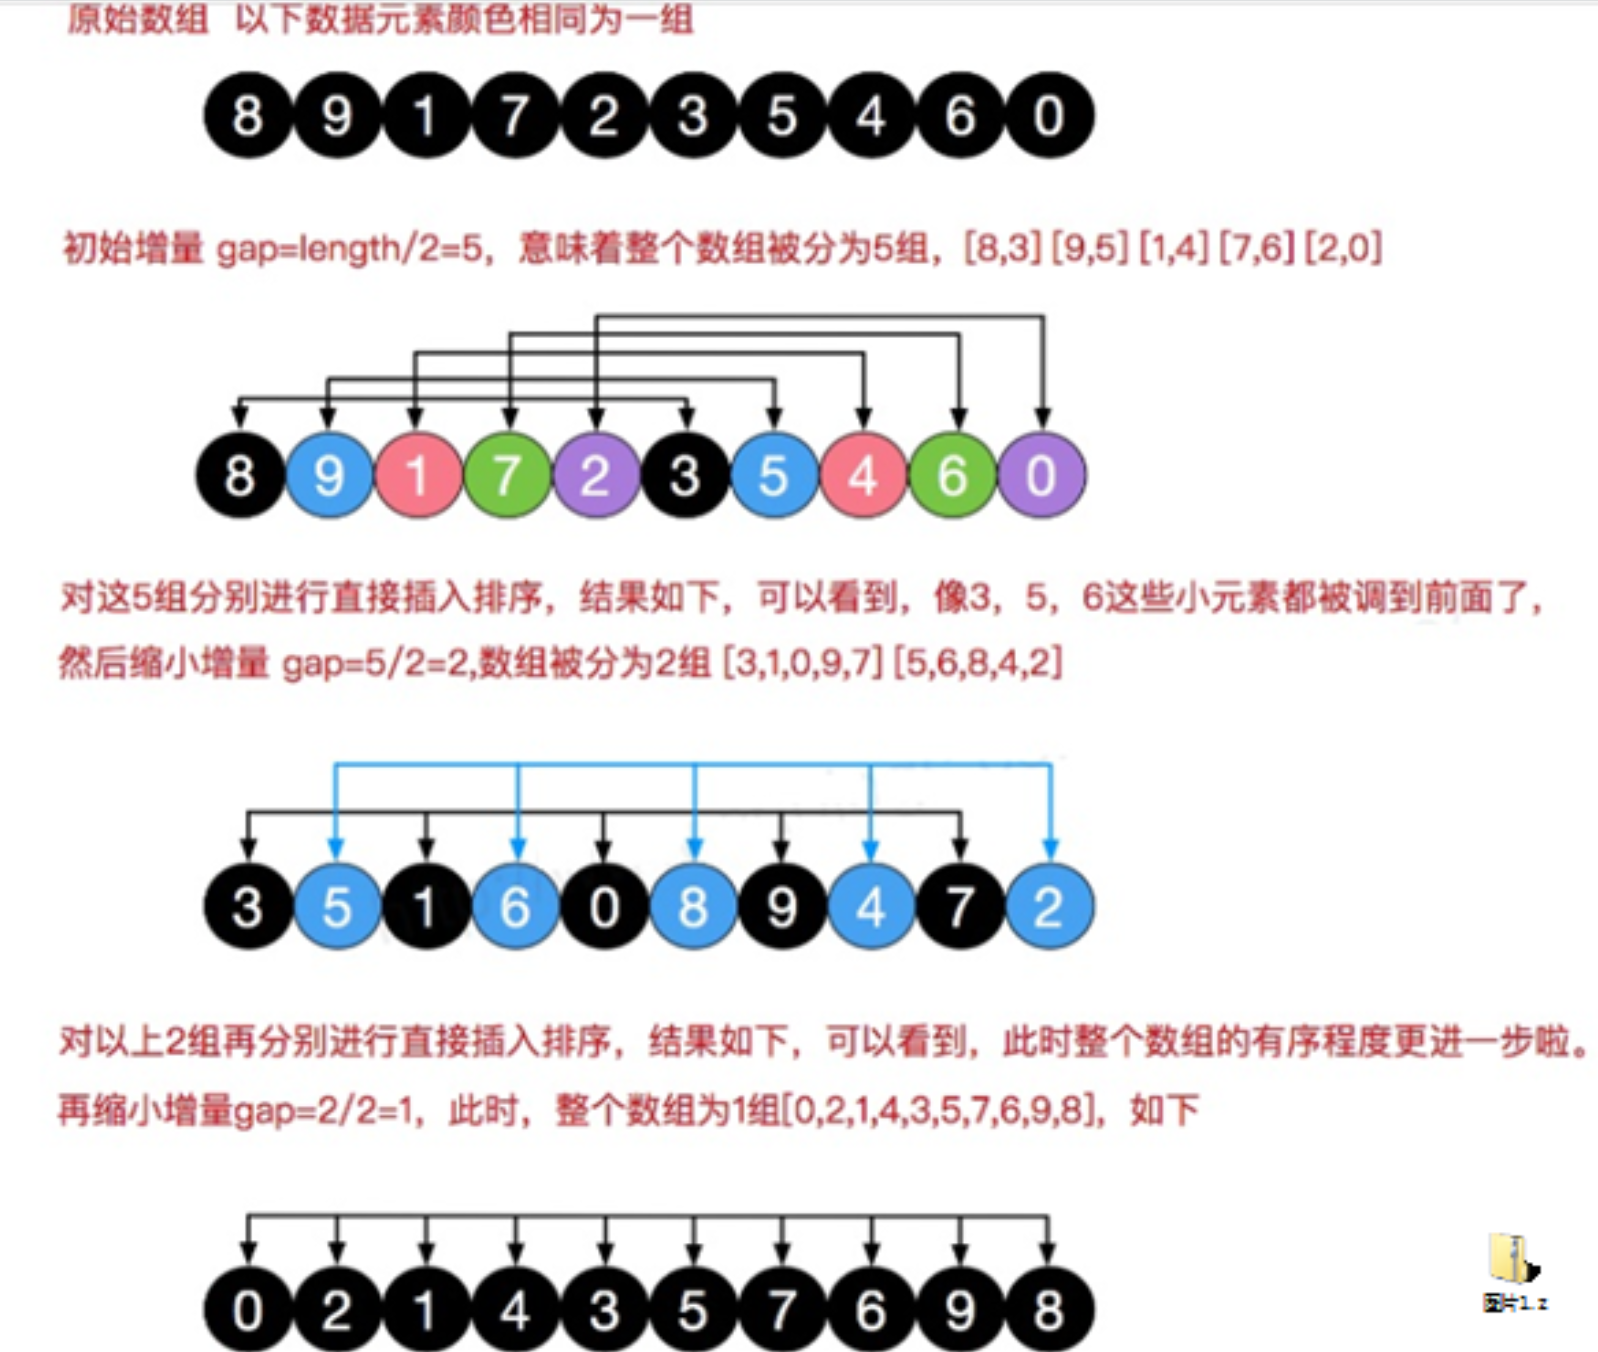 原始数组 以下数据元素颜色相同为一组
8 9 1 7 2 3 5 4 6 0
初始增量 gap=length/2=5，意味着整个数组被分为5组，[8,3] [9,5] [1,4] [7,6] [2,0]
8 9 1 7 2 3 5 4 6 0
对这5组分别进行直接插入排序，结果如下，可以看到，像3，5，6这些小元素都被调到前面了，
然后缩小增量 gap=5/2=2,数组被分为2组 [3,1,0,9,7] [5,6,8,4,2]
3 5 1 6 0 8 9 4 7 2
对以上2组再分别进行直接插入排序，结果如下，可以看到，此时整个数组的有序程度更进一步啦。
再缩小增量gap=2/2=1，此时，整个数组为1组[0,2,1,4,3,5,7,6,9,8]，如下
0 2 1 4 3 5 7 6 9 8
图片1.z